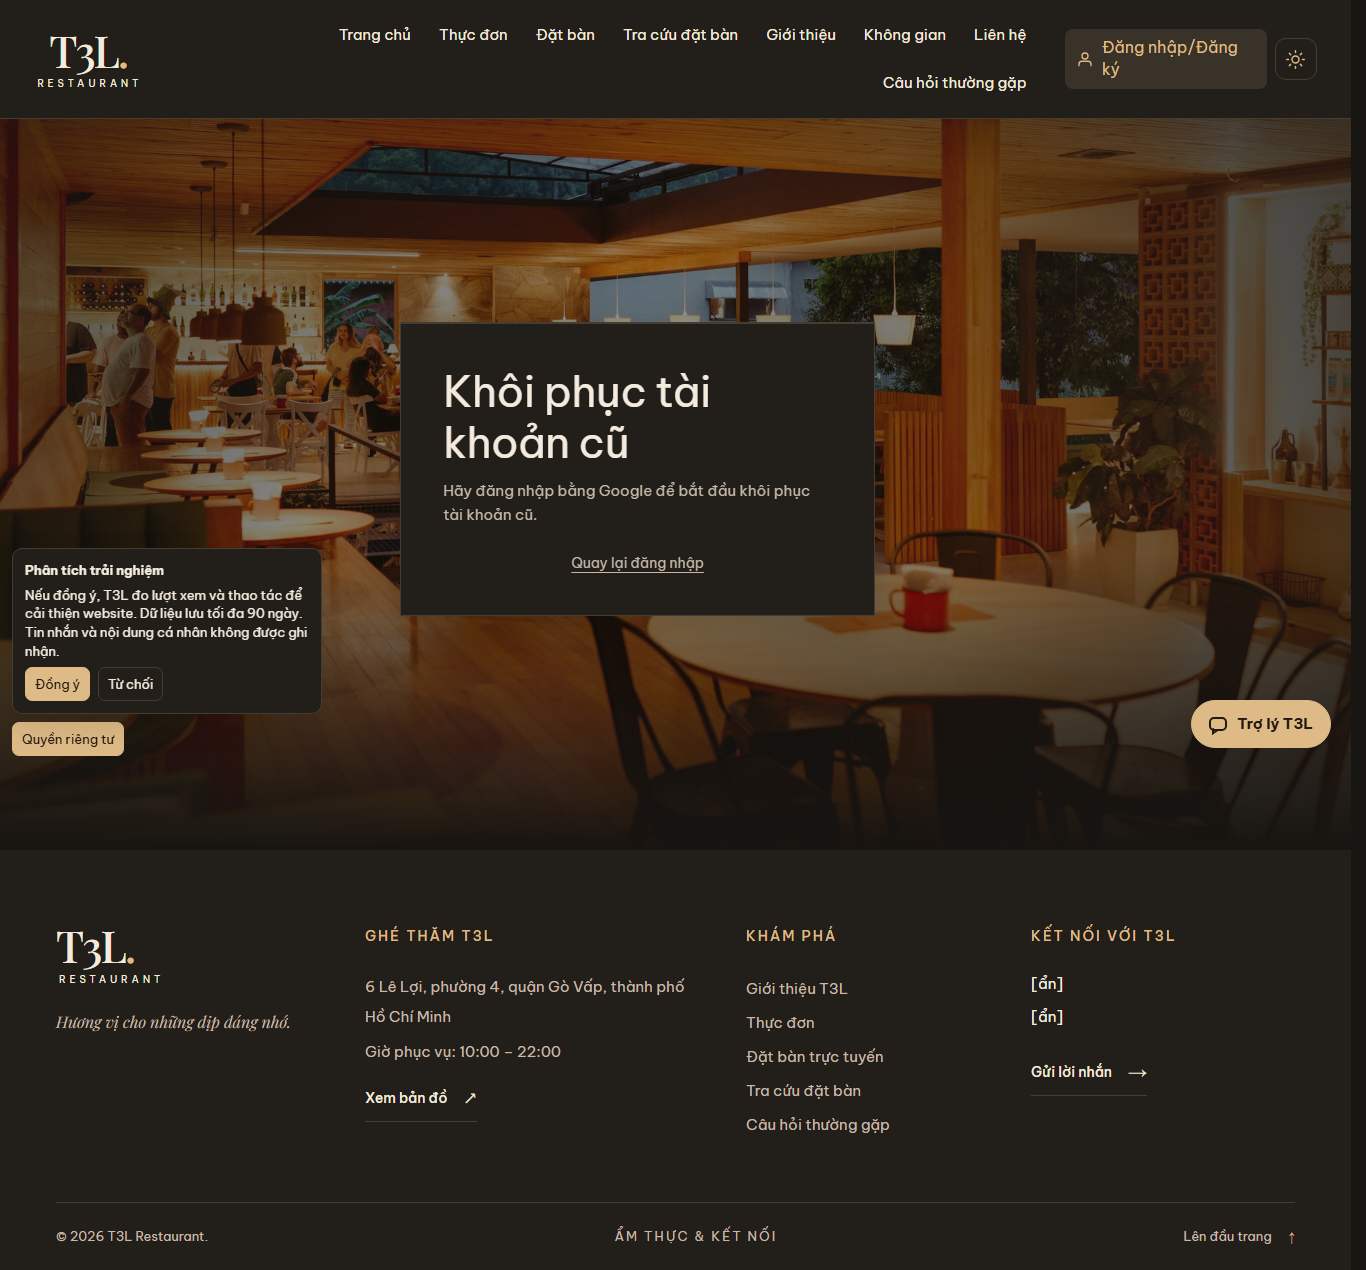 T3L.
RESTAURANT
Trang chủ
Thực đơn
Đặt bàn
Tra cứu đặt bàn
Giới thiệu
Không gian
Liên hệ
Câu hỏi thường gặp
Đăng nhập/Đăng
ký
Khôi phục tài
khoản cũ
Hãy đăng nhập bằng Google để bắt đầu khôi phục
tài khoản cũ.
Quay lại đăng nhập
Phân tích trải nghiệm
Nếu đồng ý, T3L đo lượt xem và thao tác để
cải thiện website. Dữ liệu lưu tối đa 90 ngày.
Tin nhắn và nội dung cá nhân không được ghi
nhận.
Đồng ý
Từ chối
Quyền riêng tư
Trợ lý T3L
T3L.
RESTAURANT
Hương vị cho những dịp đáng nhớ.
GHÉ THĂM T3L
6 Lê Lợi, phường 4, quận Gò Vấp, thành phố
Hồ Chí Minh
Giờ phục vụ: 10:00 – 22:00
Xem bản đồ ↗
KHÁM PHÁ
Giới thiệu T3L
Thực đơn
Đặt bàn trực tuyến
Tra cứu đặt bàn
Câu hỏi thường gặp
KẾT NỐI VỚI T3L
[ẩn]
[ẩn]
Gửi lời nhắn →
© 2026 T3L Restaurant.
ẨM THỰC & KẾT NỐI
Lên đầu trang ↑